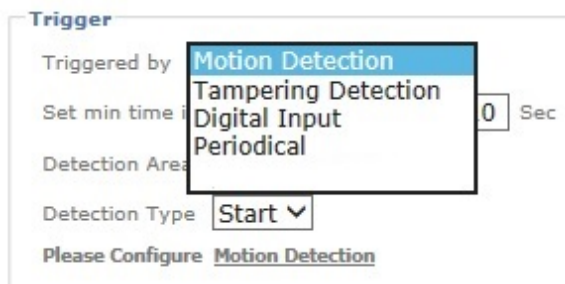 Trigger
Triggered by Motion Detection
Tampering Detection
Set min time i 0 Sec
Digital Input
Periodical
Detection Area
Detection Type Start
Please Configure Motion Detection